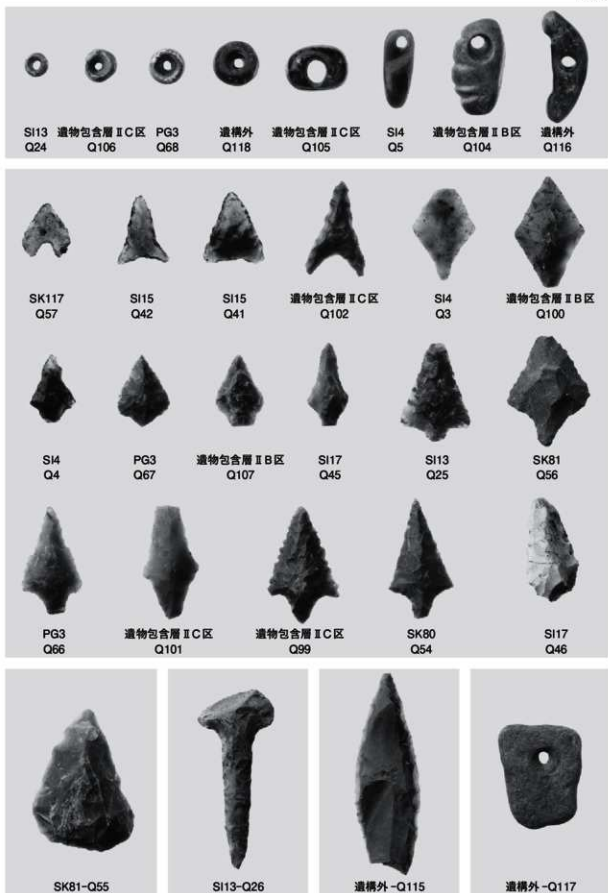 SI13 遺物包含層ⅡC区 PG3 遺構外 遺物包含層ⅡC区 SI4 遺物包含層ⅡB区 遺構外
Q24 Q106 Q68 Q118 Q105 Q5 Q104 Q116
SK117 SI15 SI15 遺物包含層ⅡC区 SI4 遺物包含層ⅡB区
Q57 Q42 Q41 Q102 Q3 Q100
SI4 PG3 遺物包含層ⅡB区 SI17 SI13 SK81
Q4 Q67 Q107 Q45 Q25 Q56
PG3 遺物包含層ⅡC区 遺物包含層ⅡC区 SK80 SI17
Q66 Q101 Q99 Q54 Q46
SK81-Q55 SI13-Q26 遺構外-Q115 遺構外-Q117